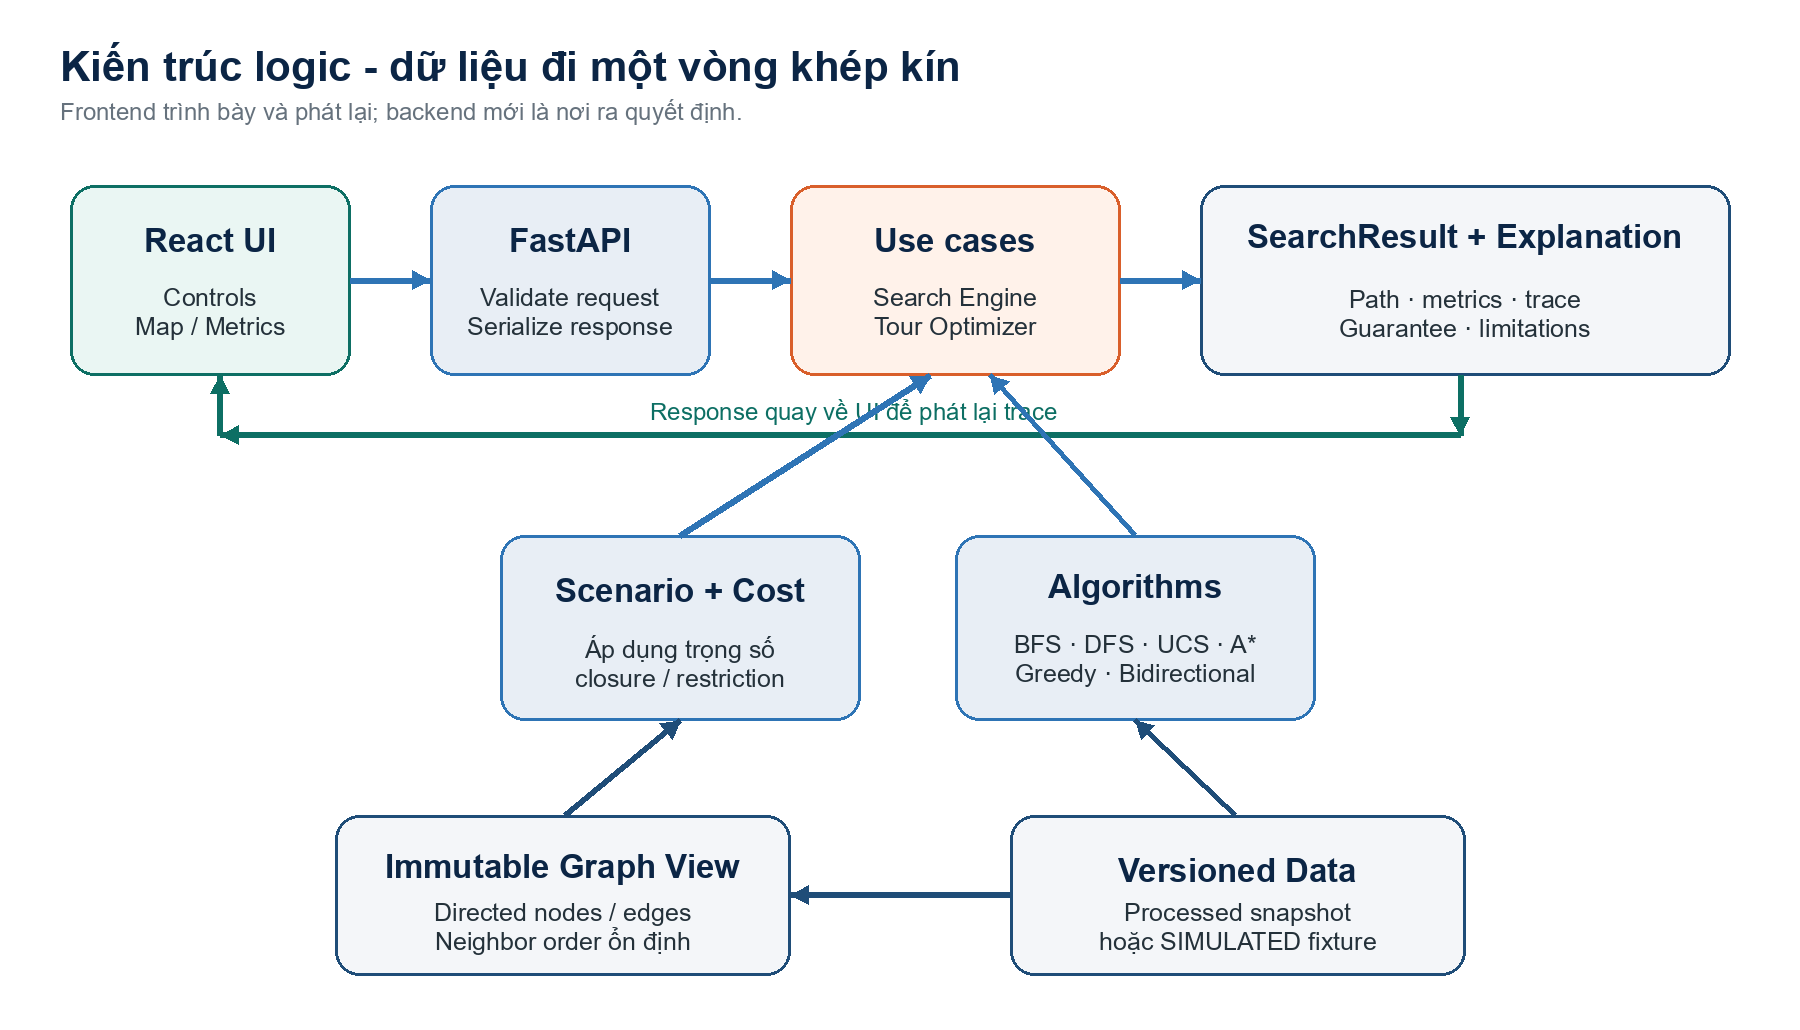 Kiến trúc logic - dữ liệu đi một vòng khép kín
Frontend trình bày và phát lại; backend mới là nơi ra quyết định.
React UI
Controls
Map / Metrics
FastAPI
Validate request
Serialize response
Use cases
Search Engine
Tour Optimizer
SearchResult + Explanation
Path · metrics · trace
Guarantee · limitations
Response quay về UI để phát lại trace
Scenario + Cost
Áp dụng trọng số
closure / restriction
Algorithms
BFS · DFS · UCS · A*
Greedy · Bidirectional
Immutable Graph View
Directed nodes / edges
Neighbor order ổn định
Versioned Data
Processed snapshot
hoặc SIMULATED fixture